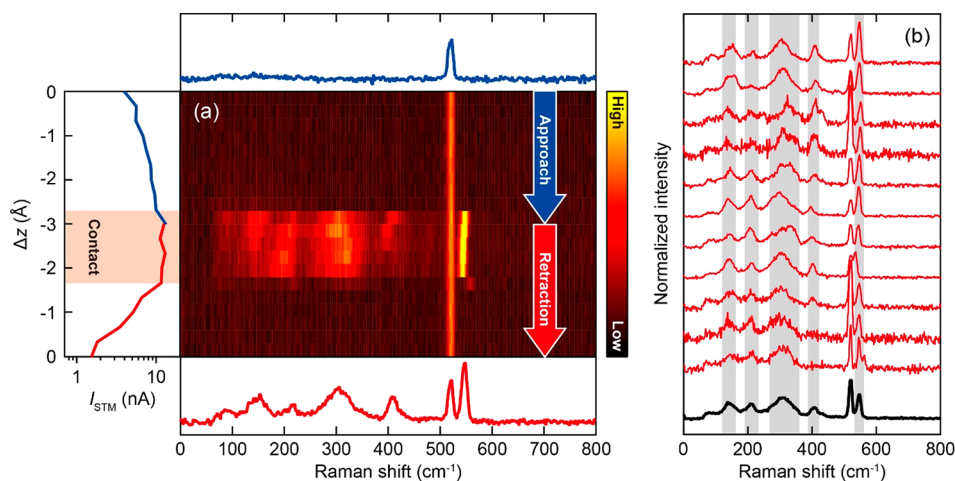 (a)
(b)
0
-1
-2
-3
-2
-1
0
Δz (Å)
Contact
1
10
I_STM (nA)
Approach
Retraction
High
Low
0 100 200 300 400 500 600 700 800
Raman shift (cm⁻¹)
Normalized intensity
0 200 400 600 800
Raman shift (cm⁻¹)